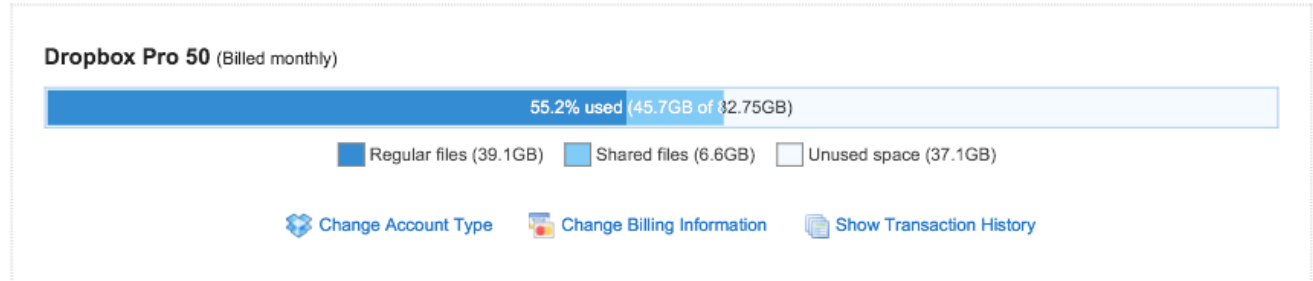 Dropbox Pro 50 (Billed monthly)
55.2% used (45.7GB of 82.75GB)
Regular files (39.1GB) Shared files (6.6GB) Unused space (37.1GB)
Change Account Type Change Billing Information Show Transaction History